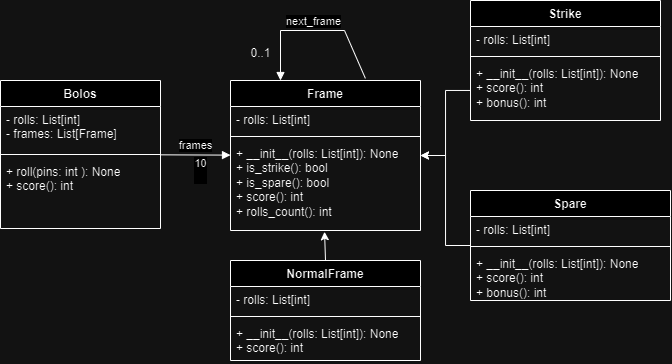 next_frame
0..1
Bolos
- rolls: List[int]
- frames: List[Frame]
+ roll(pins: int ): None
+ score(): int
frames
10
Frame
- rolls: List[int]
+ __init__(rolls: List[int]): None
+ is_strike(): bool
+ is_spare(): bool
+ score(): int
+ rolls_count(): int
Strike
- rolls: List[int]
+ __init__(rolls: List[int]): None
+ score(): int
+ bonus(): int
Spare
- rolls: List[int]
+ __init__(rolls: List[int]): None
+ score(): int
+ bonus(): int
NormalFrame
- rolls: List[int]
+ __init__(rolls: List[int]): None
+ score(): int